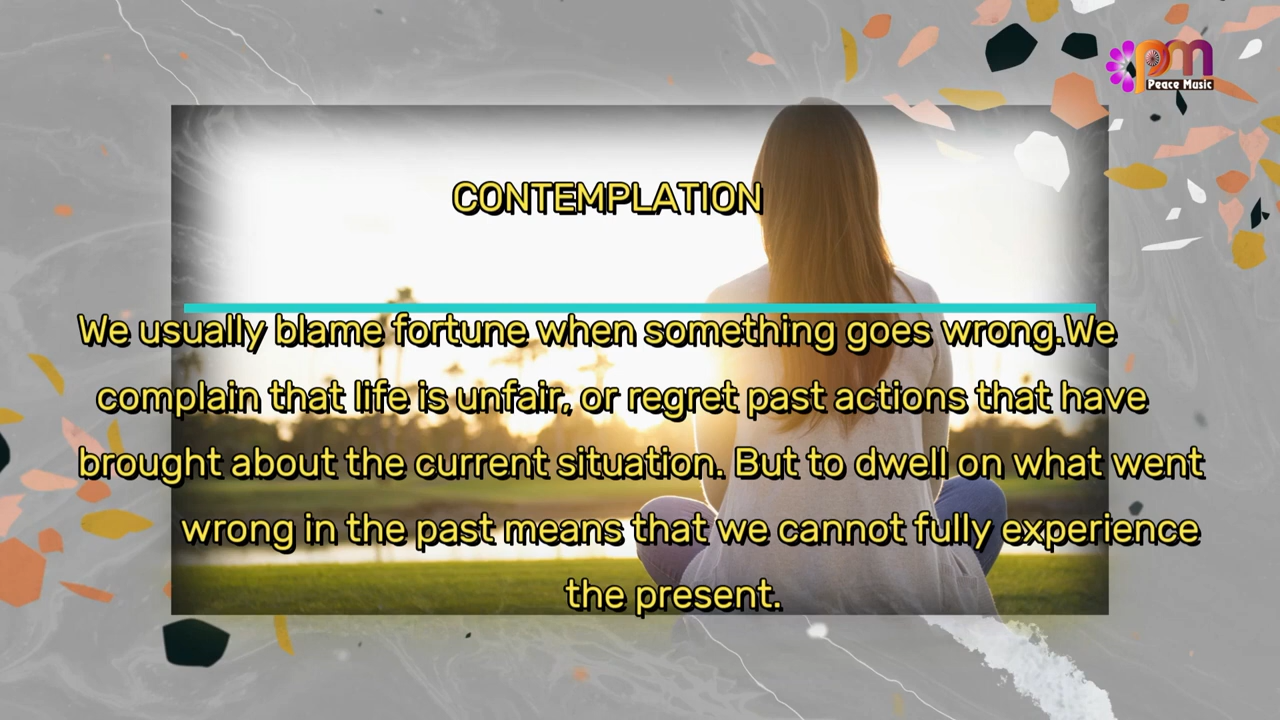 pm
Peace Music
CONTEMPLATION
We usually blame fortune when something goes wrong.We
complain that life is unfair, or regret past actions that have
brought about the current situation. But to dwell on what went
wrong in the past means that we cannot fully experience
the present.